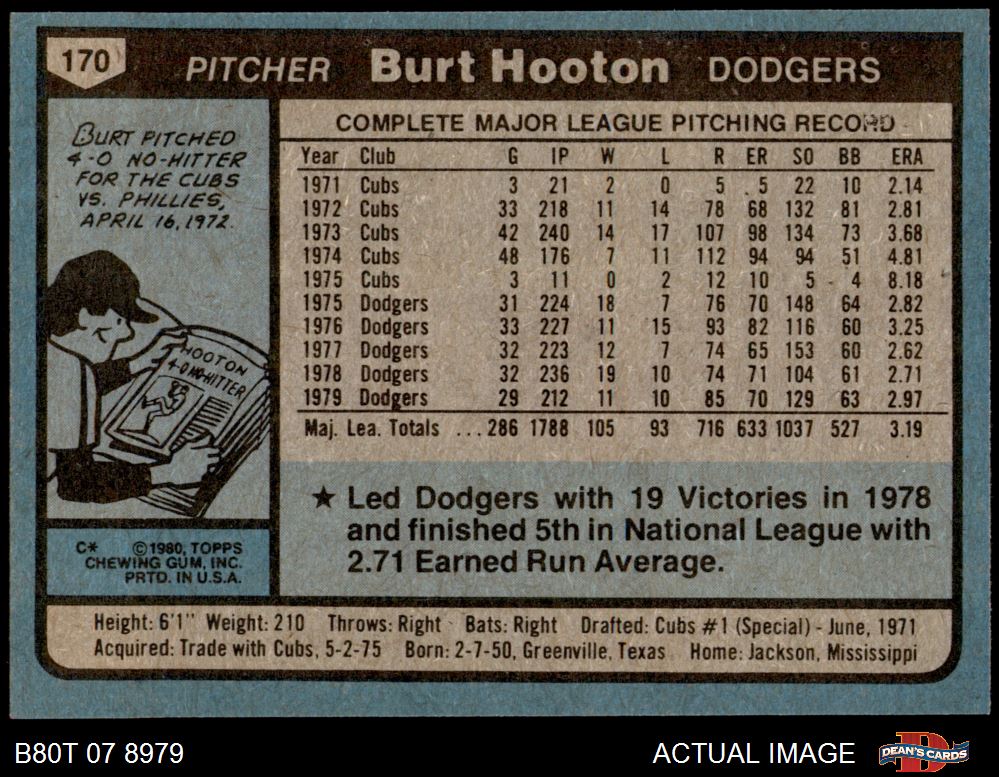 170 PITCHER Burt Hooton DODGERS
BURT PITCHED
4-0 NO-HITTER
FOR THE CUBS
VS. PHILLIES,
APRIL 16, 1972.
HOOTON
4-0 NO-HITTER
C* ©1980, TOPPS
CHEWING GUM, INC.
PRTD. IN U.S.A.
COMPLETE MAJOR LEAGUE PITCHING RECORD
Year Club G IP W L R ER SO BB ERA
1971 Cubs 3 21 2 0 5 5 22 10 2.14
1972 Cubs 33 218 11 14 78 68 132 81 2.81
1973 Cubs 42 240 14 17 107 98 134 73 3.68
1974 Cubs 48 176 7 11 112 94 94 51 4.81
1975 Cubs 3 11 0 2 12 10 5 4 8.18
1975 Dodgers 31 224 18 7 76 70 148 64 2.82
1976 Dodgers 33 227 11 15 93 82 116 60 3.25
1977 Dodgers 32 223 12 7 74 65 153 60 2.62
1978 Dodgers 32 236 19 10 74 71 104 61 2.71
1979 Dodgers 29 212 11 10 85 70 129 63 2.97
Maj. Lea. Totals ...286 1788 105 93 716 633 1037 527 3.19
★ Led Dodgers with 19 Victories in 1978
and finished 5th in National League with
2.71 Earned Run Average.
Height: 6'1" Weight: 210 Throws: Right Bats: Right Drafted: Cubs #1 (Special) - June, 1971
Acquired: Trade with Cubs, 5-2-75 Born: 2-7-50, Greenville, Texas Home: Jackson, Mississippi
B80T 07 8979 ACTUAL IMAGE DEAN'S CARDS